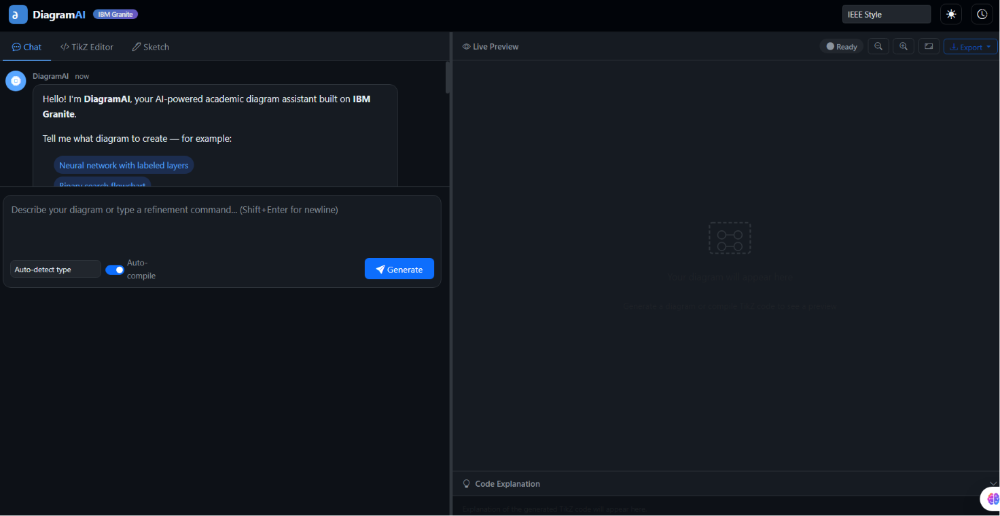 DiagramAI IBM Granite IEEE Style
Chat TikZ Editor Sketch
Live Preview Ready Export
DiagramAI now
Hello! I'm DiagramAI, your AI-powered academic diagram assistant built on IBM
Granite.
Tell me what diagram to create — for example:
Neural network with labeled layers
Binary search flowchart
Describe your diagram or type a refinement command... (Shift+Enter for newline)
Auto-detect type
Auto-
compile
Generate
Your diagram will appear here
Generate a diagram or compile TikZ code to see a preview
Code Explanation
Explanation of the generated TikZ code will appear here.